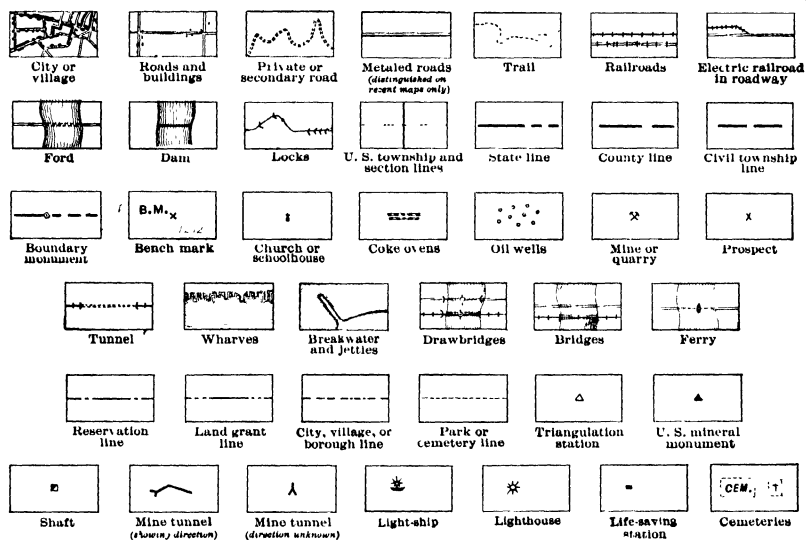 City or
village
Roads and
buildings
Private or
secondary road
Metaled roads
(distinguished on
recent maps only)
Trail
Railroads
Electric railroad
in roadway
Ford
Dam
Locks
U. S. township and
section lines
State line
County line
Civil township
line
B.M.
Boundary
monument
Bench mark
Church or
schoolhouse
Coke ovens
Oil wells
Mine or
quarry
Prospect
Tunnel
Wharves
Breakwater
and jetties
Drawbridges
Bridges
Ferry
Reservation
line
Land grant
line
City, village, or
borough line
Park or
cemetery line
Triangulation
station
U. S. mineral
monument
CEM.
Shaft
Mine tunnel
(showing direction)
Mine tunnel
(direction unknown)
Light-ship
Lighthouse
Life-saving
station
Cemeteries